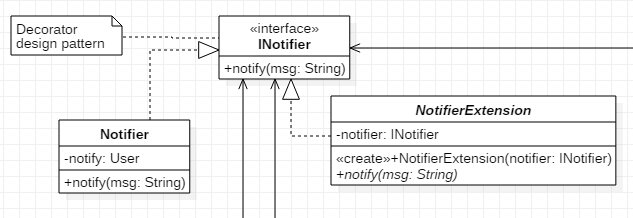 Decorator
design pattern
«interface»
INotifier
+notify(msg: String)
Notifier
-notify: User
+notify(msg: String)
NotifierExtension
-notifier: INotifier
«create»+NotifierExtension(notifier: INotifier)
+notify(msg: String)